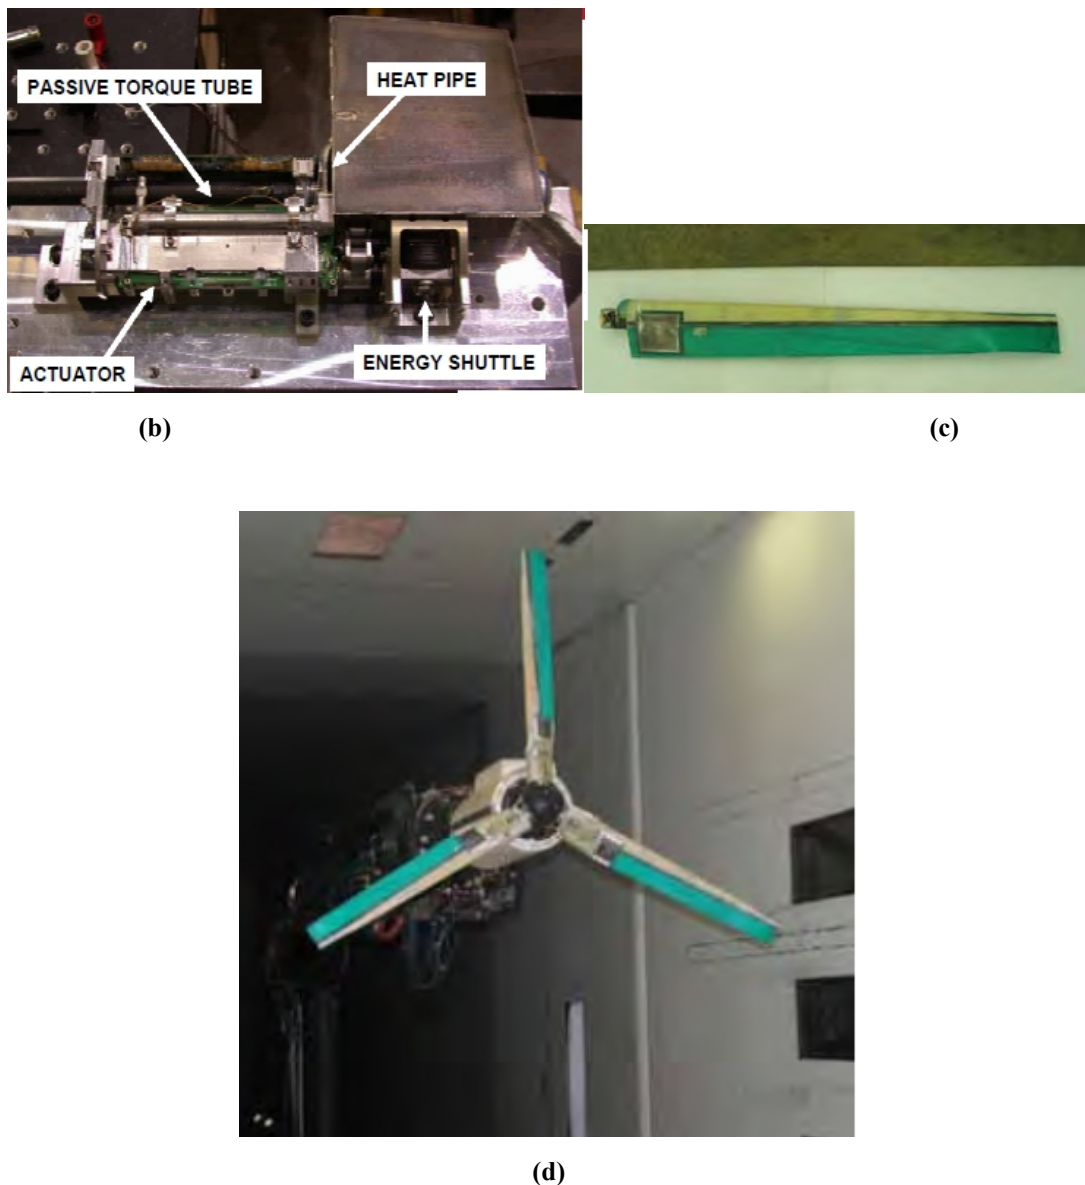 PASSIVE TORQUE TUBE
HEAT PIPE
ACTUATOR
ENERGY SHUTTLE
(b)
(c)
(d)